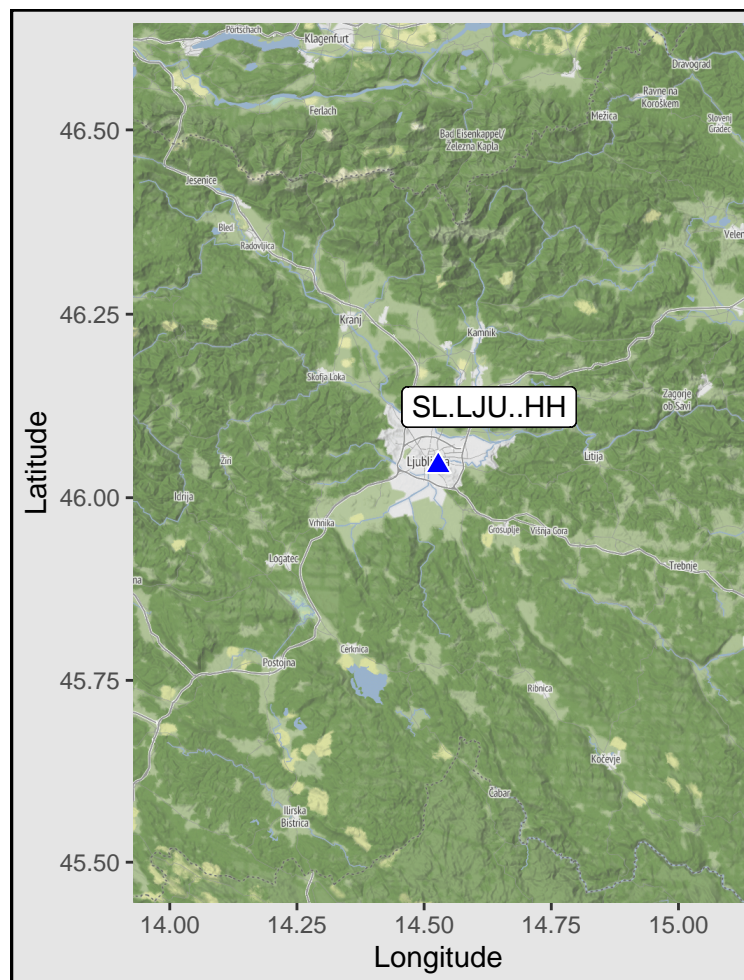 Pörtschach
Klagenfurt
Dravograd
Ravne na
Koroškem
Mežica
Slovenj
Gradec
46.50
Ferlach
Bad Eisenkappel/
Železna Kapla
Jesenice
Bled
Radovljica
Velen
46.25
Kranj
Kamnik
Škofja Loka
Zagorje
ob Savi
SL.LJU..HH
Žiri
Ljubljana
Litija
Latitude
46.00
Idrija
Vrhnika
Grosuplje
Višnja Gora
Logatec
Trebnje
na
Cerknica
Postojna
45.75
Ribnica
Kočevje
Čabar
Ilirska
Bistrica
45.50
14.00
14.25
14.50
14.75
15.00
Longitude